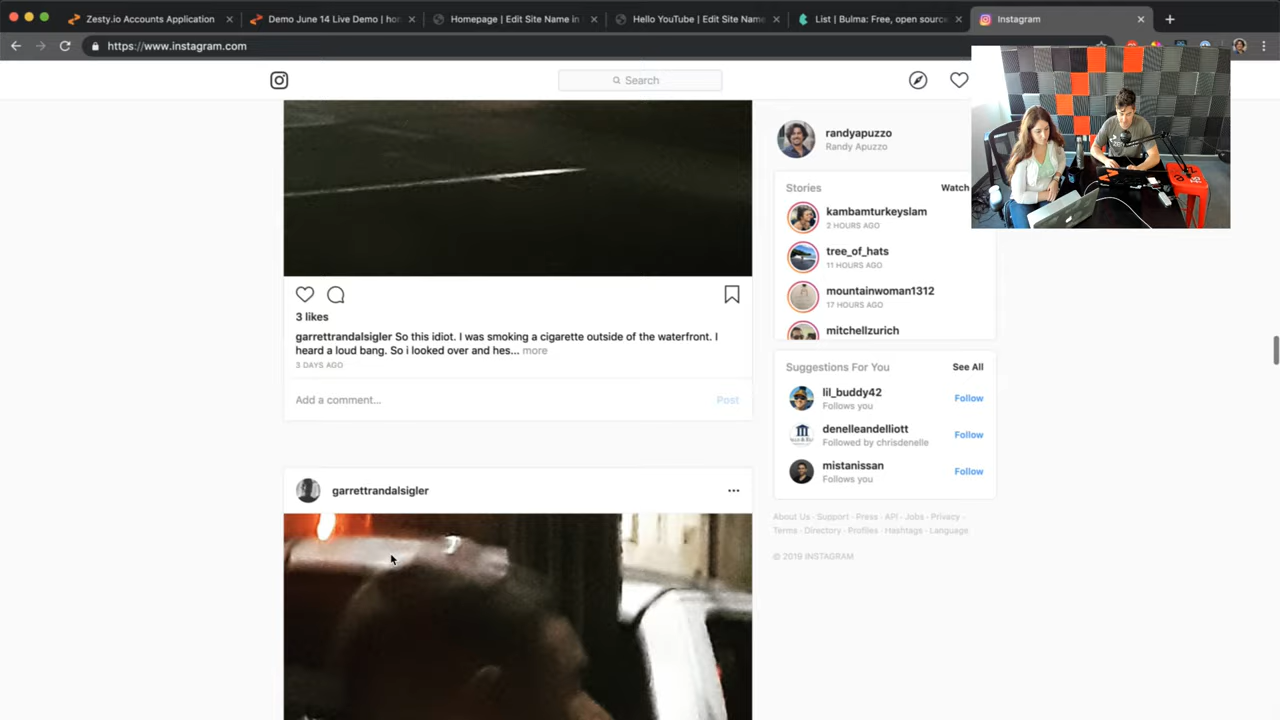 Zesty.io Accounts Application
Demo June 14 Live Demo | hor
Homepage | Edit Site Name in
Hello YouTube | Edit Site Name
List | Bulma: Free, open source
Instagram
https://www.instagram.com
Search
randyapuzzo
Randy Apuzzo
Stories
Watch
kambamturkeyslam
2 HOURS AGO
tree_of_hats
11 HOURS AGO
mountainwoman1312
17 HOURS AGO
mitchellzurich
3 likes
garrettrandalsigler So this idiot. I was smoking a cigarette outside of the waterfront. I
heard a loud bang. So i looked over and hes... more
3 DAYS AGO
Add a comment...
Post
Suggestions For You
See All
lil_buddy42
Follows you
Follow
denelleandelliott
Followed by chrisdenelle
Follow
mistanissan
Follows you
Follow
About Us · Support · Press · API · Jobs · Privacy ·
Terms · Directory · Profiles · Hashtags · Language
© 2019 INSTAGRAM
garrettrandalsigler